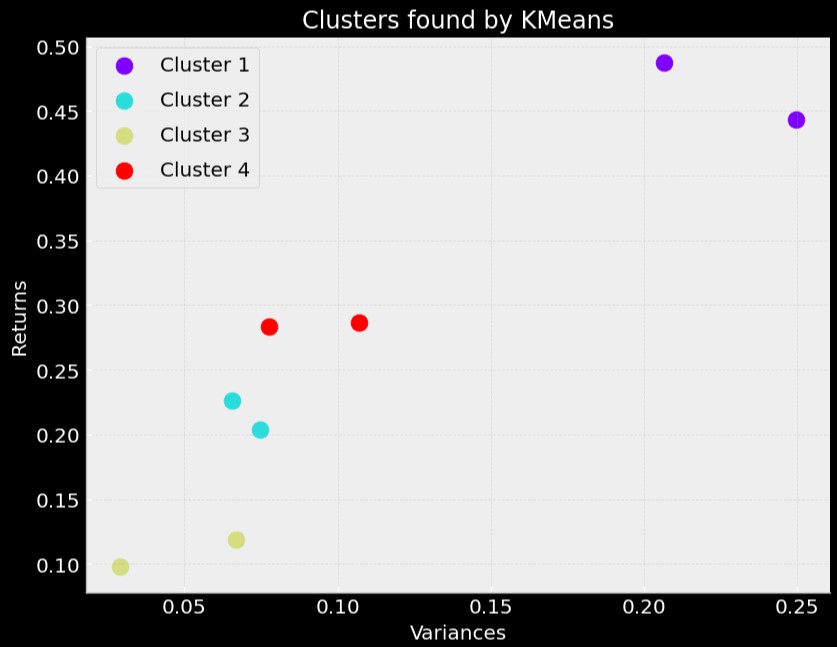 Clusters found by KMeans
0.50
0.45
0.40
0.35
0.30
0.25
0.20
0.15
0.10
Returns
Cluster 1
Cluster 2
Cluster 3
Cluster 4
0.05 0.10 0.15 0.20 0.25
Variances